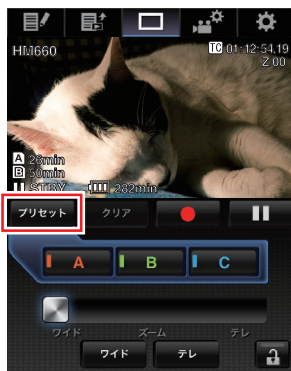 HM660
TC 01-12-54.19
Z 00
A 28min
B 50min
STBY 282min
プリセット クリア
A B C
ワイド ズーム テレ
ワイド テレ